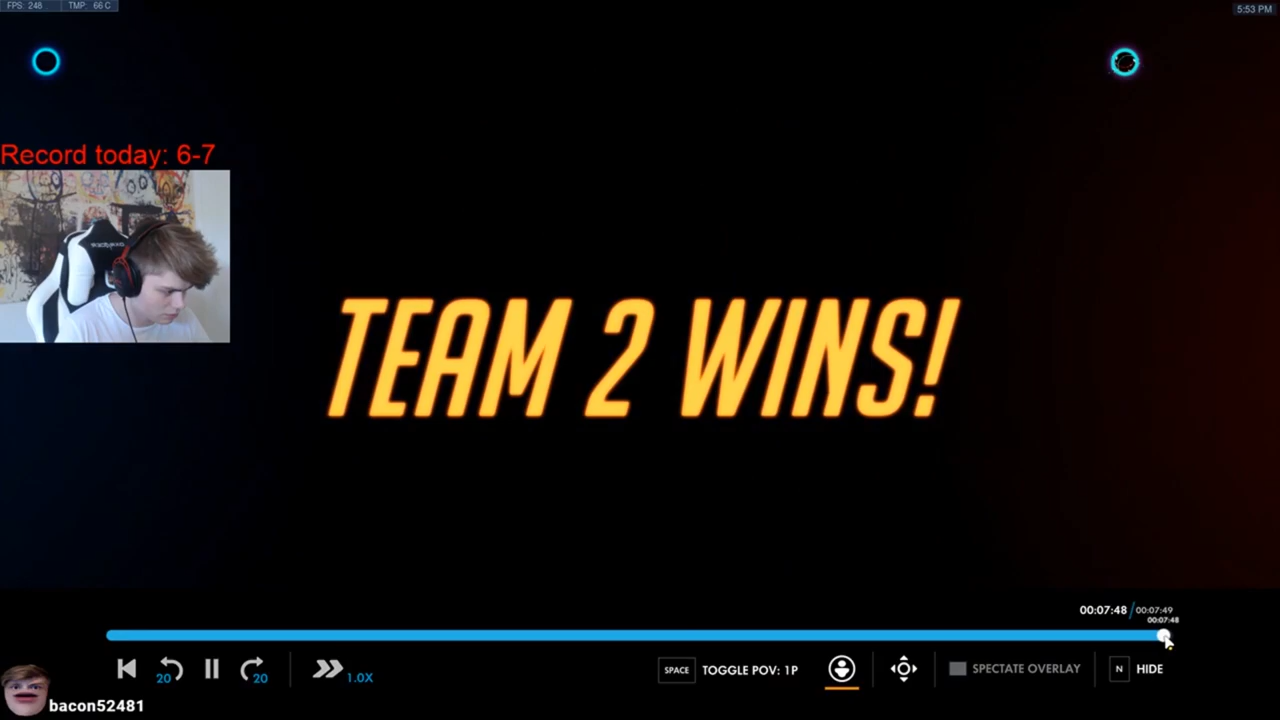 FPS: 248 TMP: 66 C
5:53 PM
Record today: 6-7
TEAM 2 WINS!
00:07:48 / 00:07:49
00:07:48
20 20 1.0X SPACE TOGGLE POV: 1P SPECTATE OVERLAY N HIDE
bacon52481